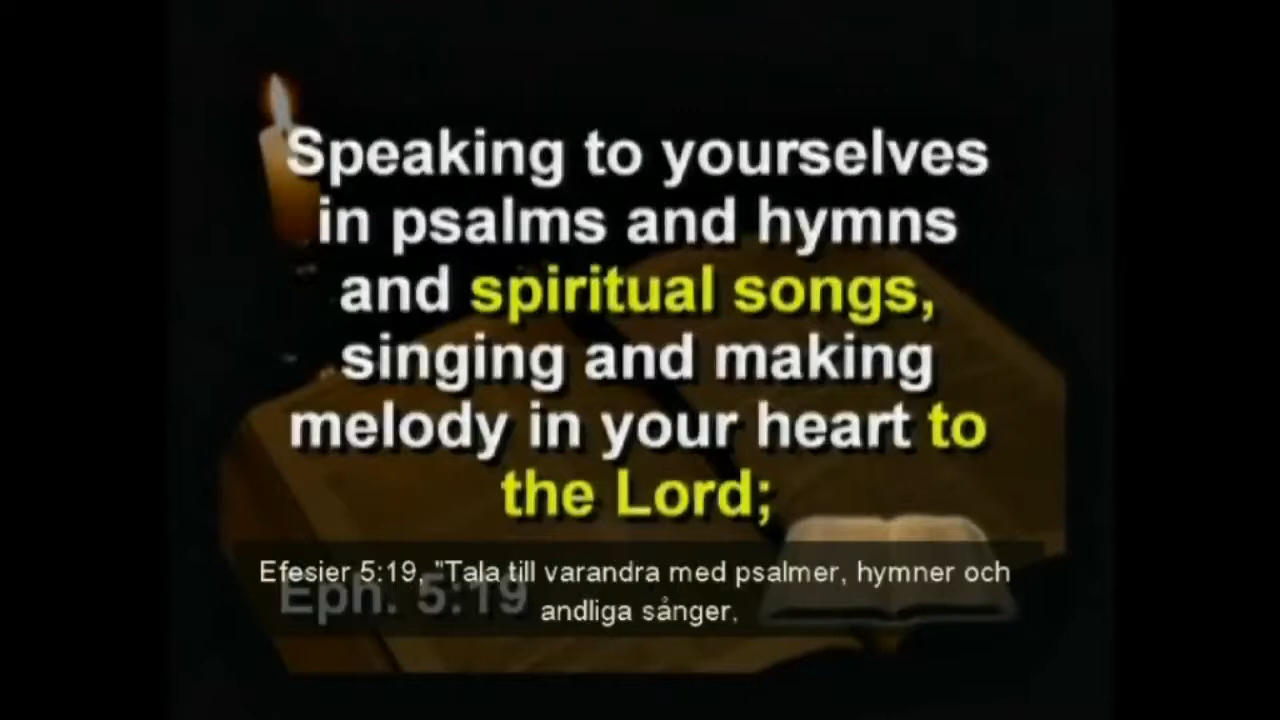 Speaking to yourselves
in psalms and hymns
and spiritual songs,
singing and making
melody in your heart to
the Lord;
Efesier 5:19, "Tala till varandra med psalmer, hymner och
andliga sånger,
Eph. 5:19